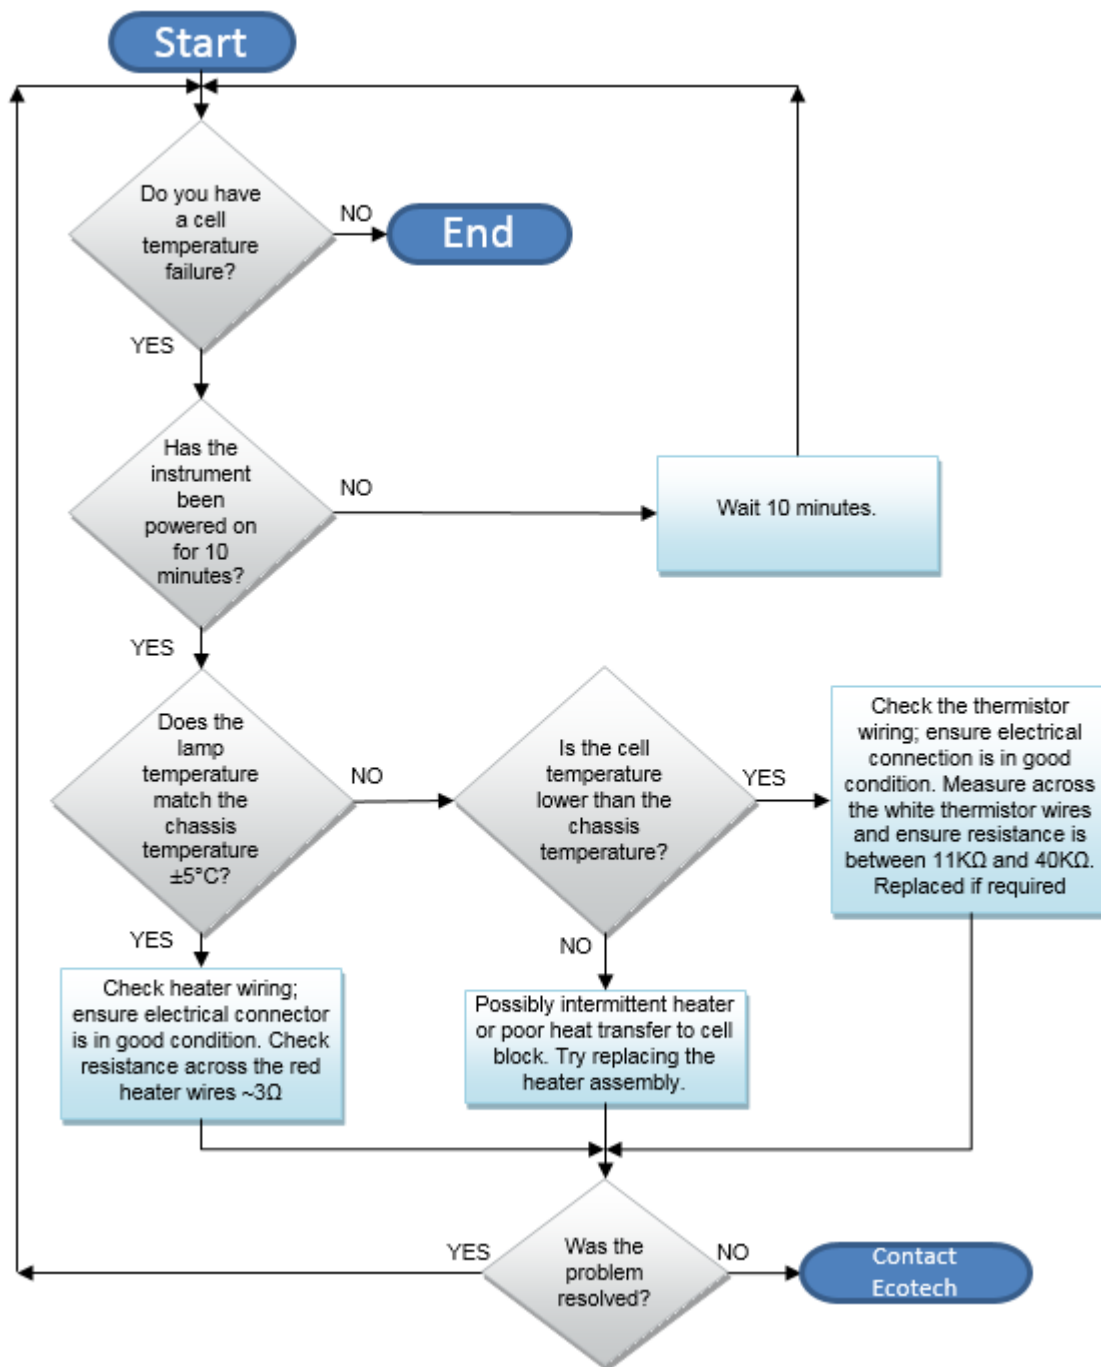 Start
Do you have
a cell
temperature
failure?
NO
End
YES
Has the
instrument
been
powered on
for 10
minutes?
NO
Wait 10 minutes.
YES
Does the
lamp
temperature
match the
chassis
temperature
±5°C?
NO
Is the cell
temperature
lower than the
chassis
temperature?
YES
Check the thermistor
wiring; ensure electrical
connection is in good
condition. Measure across
the white thermistor wires
and ensure resistance is
between 11KΩ and 40KΩ.
Replaced if required
YES
Check heater wiring;
ensure electrical connector
is in good condition. Check
resistance across the red
heater wires ~3Ω
NO
Possibly intermittent heater
or poor heat transfer to cell
block. Try replacing the
heater assembly.
Was the
problem
resolved?
YES
NO
Contact
Ecotech